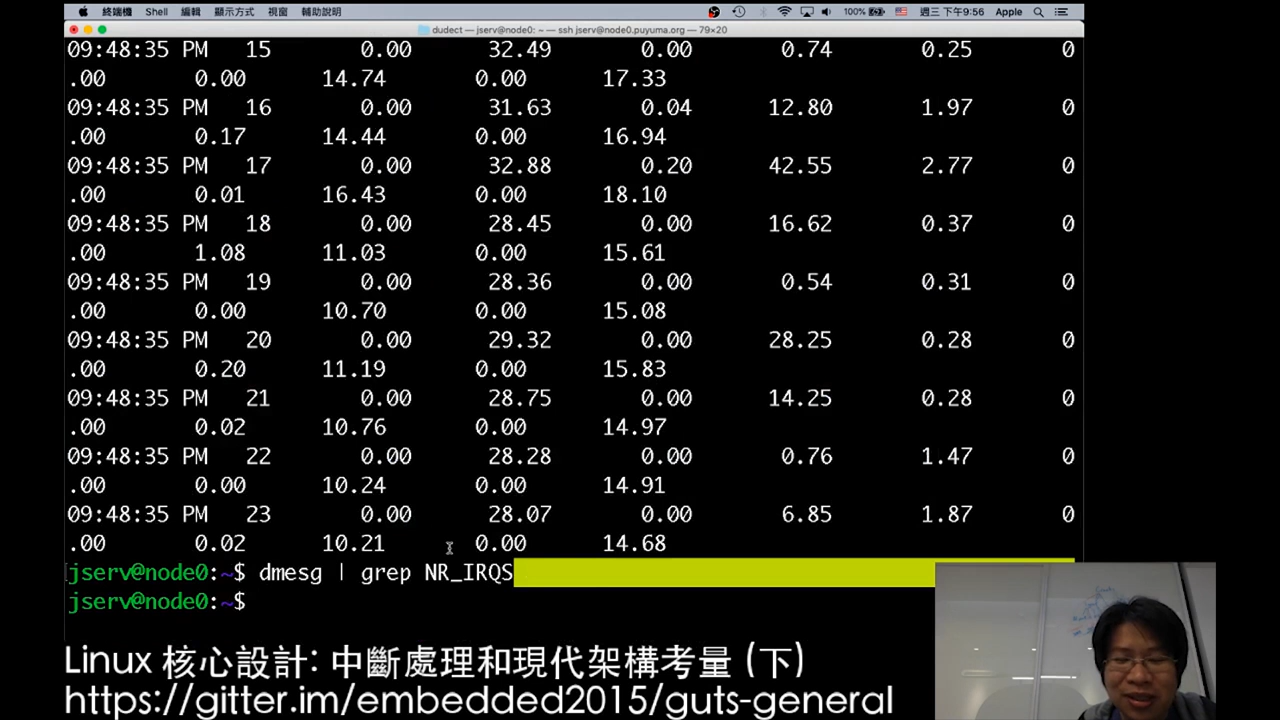 終端機 Shell 編輯 顯示方式 視窗 輔助說明 100% 週三 下午9:56 Apple
dudect — jserv@node0: ~ — ssh jserv@node0.puyuma.org — 79×20
09:48:35 PM 15 0.00 32.49 0.00 0.74 0.25 0
.00 0.00 14.74 0.00 17.33
09:48:35 PM 16 0.00 31.63 0.04 12.80 1.97 0
.00 0.17 14.44 0.00 16.94
09:48:35 PM 17 0.00 32.88 0.20 42.55 2.77 0
.00 0.01 16.43 0.00 18.10
09:48:35 PM 18 0.00 28.45 0.00 16.62 0.37 0
.00 1.08 11.03 0.00 15.61
09:48:35 PM 19 0.00 28.36 0.00 0.54 0.31 0
.00 0.00 10.70 0.00 15.08
09:48:35 PM 20 0.00 29.32 0.00 28.25 0.28 0
.00 0.20 11.19 0.00 15.83
09:48:35 PM 21 0.00 28.75 0.00 14.25 0.28 0
.00 0.02 10.76 0.00 14.97
09:48:35 PM 22 0.00 28.28 0.00 0.76 1.47 0
.00 0.00 10.24 0.00 14.91
09:48:35 PM 23 0.00 28.07 0.00 6.85 1.87 0
.00 0.02 10.21 0.00 14.68
jserv@node0:~$ dmesg | grep NR_IRQS
jserv@node0:~$
Linux 核心設計: 中斷處理和現代架構考量 (下)
https://gitter.im/embedded2015/guts-general